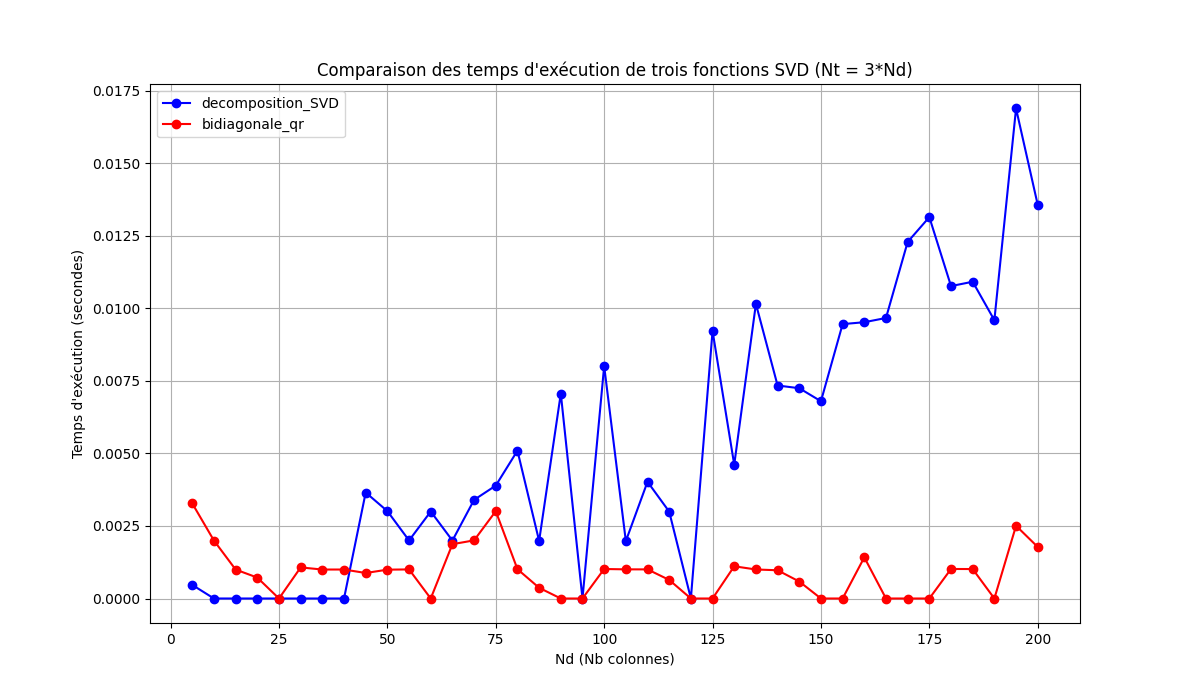 Comparaison des temps d'exécution de trois fonctions SVD (Nt = 3*Nd)
decomposition_SVD
bidiagonale_qr
0.0175
0.0150
0.0125
0.0100
0.0075
0.0050
0.0025
0.0000
Temps d'exécution (secondes)
0 25 50 75 100 125 150 175 200
Nd (Nb colonnes)